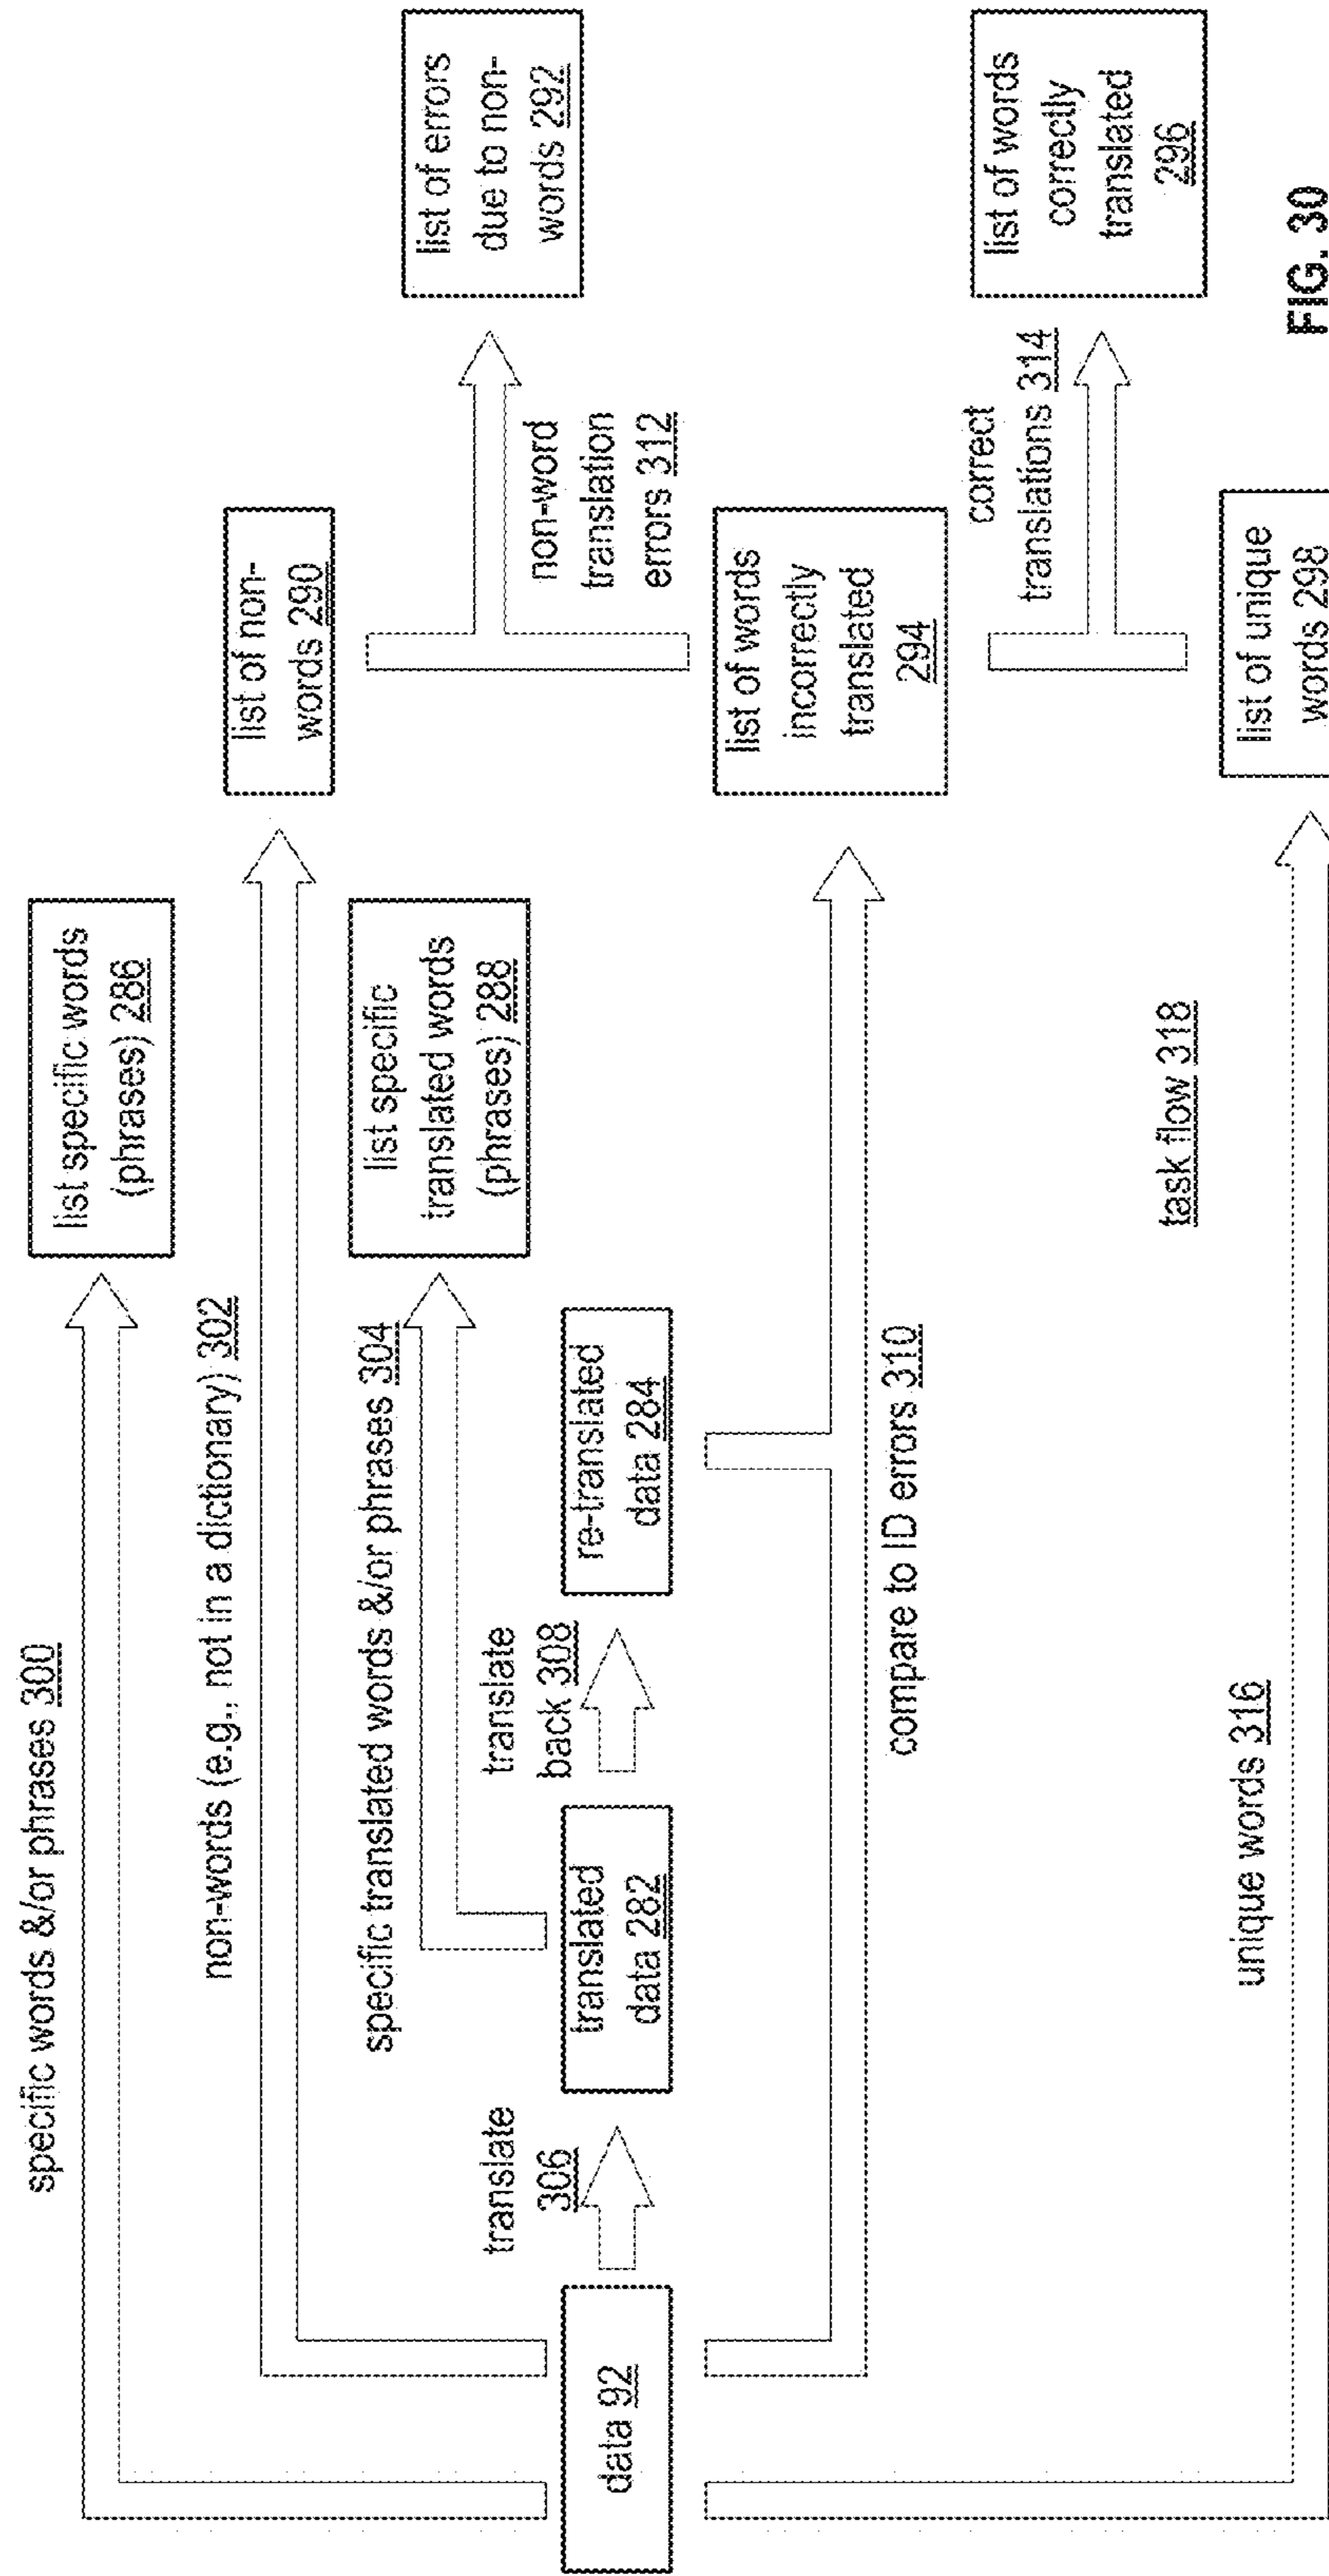 specific words &/or phrases 300
list specific words
(phrases) 286
non-words (e.g., not in a dictionary) 302
list of non-
words 290
specific translated words &/or phrases 304
list specific
translated words
(phrases) 288
list of errors
due to non-
words 292
non-word
translation
errors 312
data 92
translate
306
translated
data 282
translate
back 308
re-translated
data 284
compare to ID errors 310
list of words
incorrectly
translated
294
correct
translations 314
list of words
correctly
translated
296
task flow 318
unique words 316
list of unique
words 298
FIG. 30